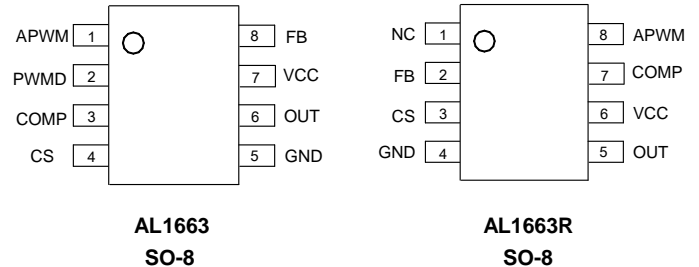 APWM 1 8 FB
PWMD 2 7 VCC
COMP 3 6 OUT
CS 4 5 GND
AL1663
SO-8
NC 1 8 APWM
FB 2 7 COMP
CS 3 6 VCC
GND 4 5 OUT
AL1663R
SO-8